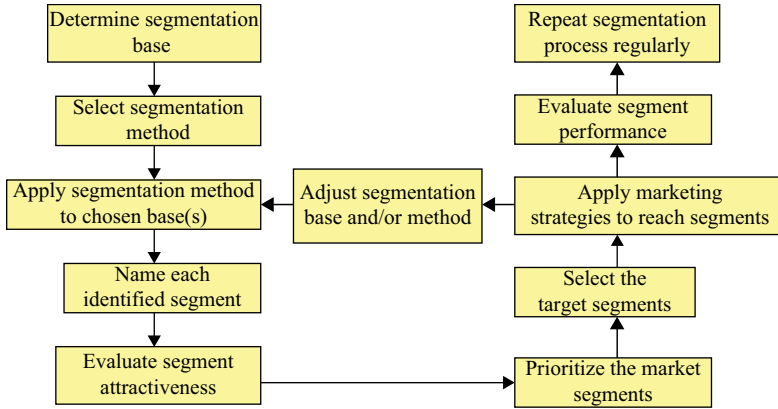 Determine segmentation
base
Select segmentation
method
Apply segmentation method
to chosen base(s)
Name each
identified segment
Evaluate segment
attractiveness
Prioritize the market
segments
Select the
target segments
Apply marketing
strategies to reach segments
Adjust segmentation
base and/or method
Evaluate segment
performance
Repeat segmentation
process regularly